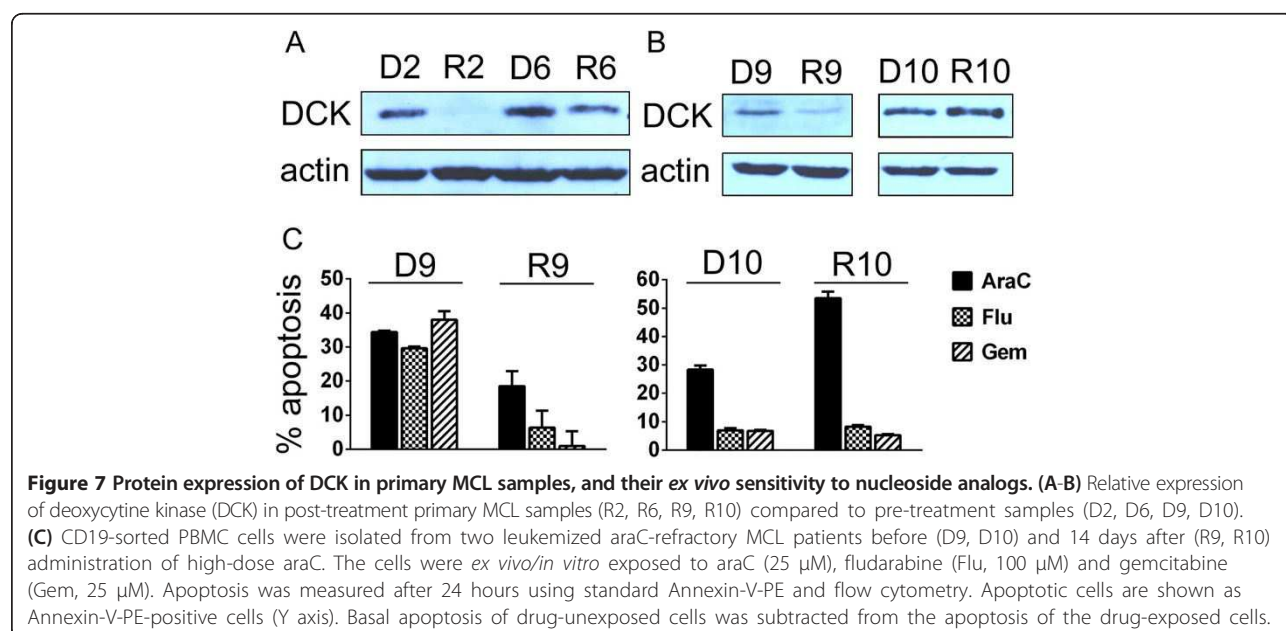 A
B
D2 R2 D6 R6
D9 R9
D10 R10
DCK
DCK
actin
actin
C
D9
R9
D10
R10
% apoptosis
50
40
30
20
10
0
60
50
40
30
20
10
0
AraC
Flu
Gem
Figure 7 Protein expression of DCK in primary MCL samples, and their ex vivo sensitivity to nucleoside analogs. (A-B) Relative expression
of deoxycytine kinase (DCK) in post-treatment primary MCL samples (R2, R6, R9, R10) compared to pre-treatment samples (D2, D6, D9, D10).
(C) CD19-sorted PBMC cells were isolated from two leukemized araC-refractory MCL patients before (D9, D10) and 14 days after (R9, R10)
administration of high-dose araC. The cells were ex vivo/in vitro exposed to araC (25 μM), fludarabine (Flu, 100 μM) and gemcitabine
(Gem, 25 μM). Apoptosis was measured after 24 hours using standard Annexin-V-PE and flow cytometry. Apoptotic cells are shown as
Annexin-V-PE-positive cells (Y axis). Basal apoptosis of drug-unexposed cells was subtracted from the apoptosis of the drug-exposed cells.